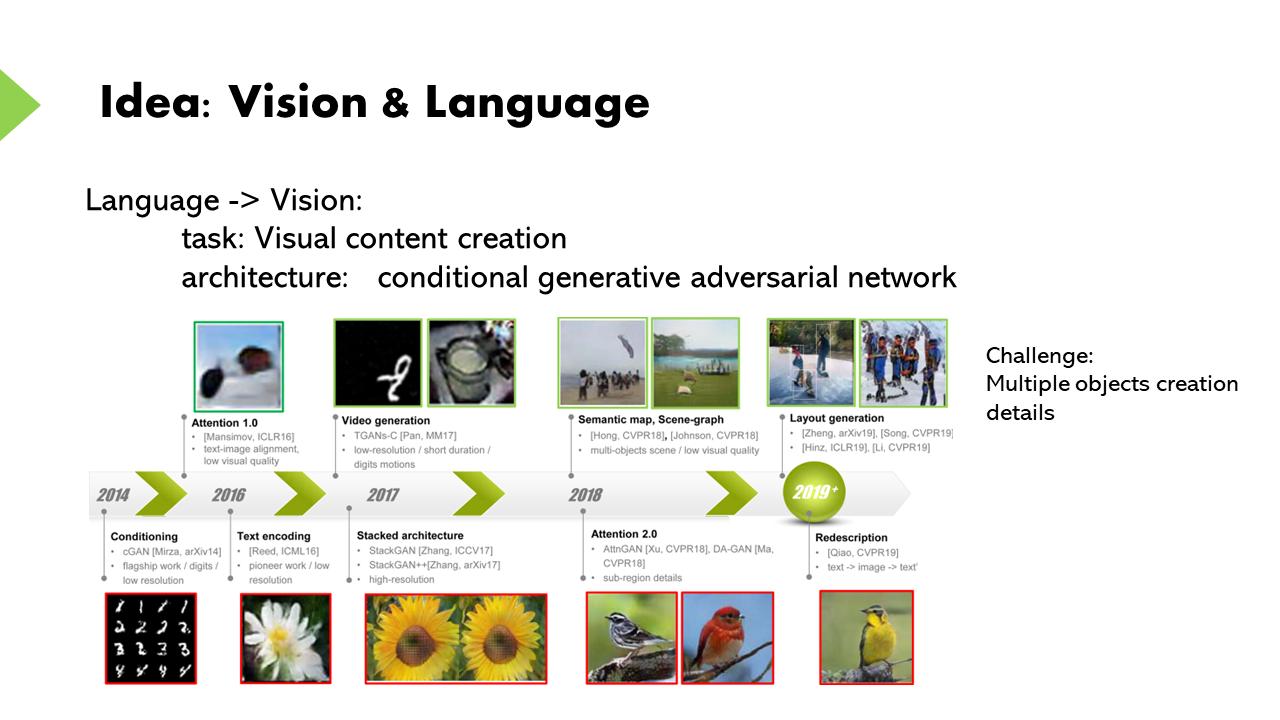 Idea: Vision & Language
Language -> Vision:
task: Visual content creation
architecture: conditional generative adversarial network
Challenge:
Multiple objects creation
details
Attention 1.0
• [Mansimov, ICLR16]
• text-image alignment,
low visual quality
Video generation
• TGANs-C [Pan, MM17]
• low-resolution / short duration /
digits motions
Semantic map, Scene-graph
• [Hong, CVPR18], [Johnson, CVPR18]
• multi-objects scene / low visual quality
Layout generation
• [Zheng, arXiv19], [Song, CVPR19]
• [Hinz, ICLR19], [Li, CVPR19]
2014
2016
2017
2018
2019+
Conditioning
• cGAN [Mirza, arXiv14]
• flagship work / digits /
low resolution
Text encoding
• [Reed, ICML16]
• pioneer work / low
resolution
Stacked architecture
• StackGAN [Zhang, ICCV17]
• StackGAN++[Zhang, arXiv17]
• high-resolution
Attention 2.0
• AttnGAN [Xu, CVPR18], DA-GAN [Ma,
CVPR18]
• sub-region details
Redescription
• [Qiao, CVPR19]
• text -> image -> text'